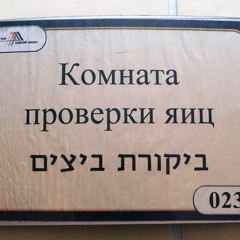 Комната
проверки яиц
ביקורת ביצים
023